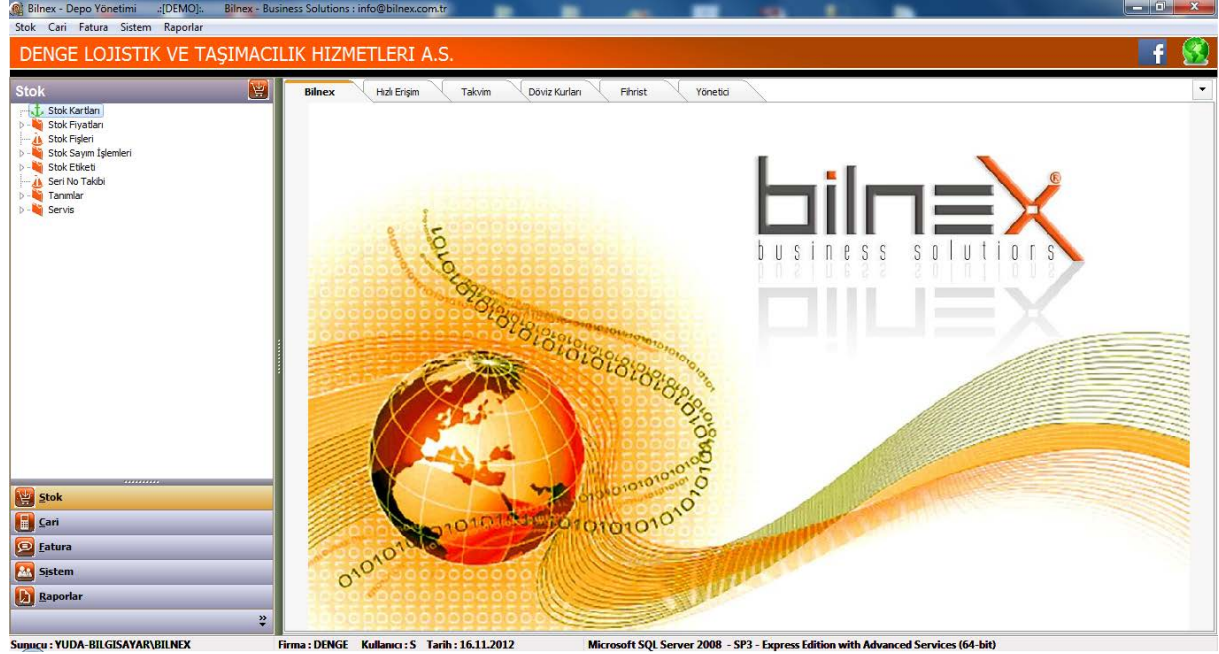 Bilnex - Depo Yönetimi .:[DEMO]:. Bilnex - Business Solutions : info@bilnex.com.tr
Stok Cari Fatura Sistem Raporlar
DENGE LOJISTIK VE TAŞIMACILIK HIZMETLERI A.S.
Stok
Bilnex Hızlı Erişim Takvim Döviz Kurları Fihrist Yönetici
Stok Kartları
Stok Fiyatları
Stok Fişleri
Stok Sayım İşlemleri
Stok Etiketi
Seri No Takibi
Tanımlar
Servis
bilnex®
business solutiors
Stok
Cari
Fatura
Sistem
Raporlar
Sunucu : YUDA-BILGISAYAR\BILNEX Firma : DENGE Kullanıcı : S Tarih : 16.11.2012 Microsoft SQL Server 2008 - SP3 - Express Edition with Advanced Services (64-bit)